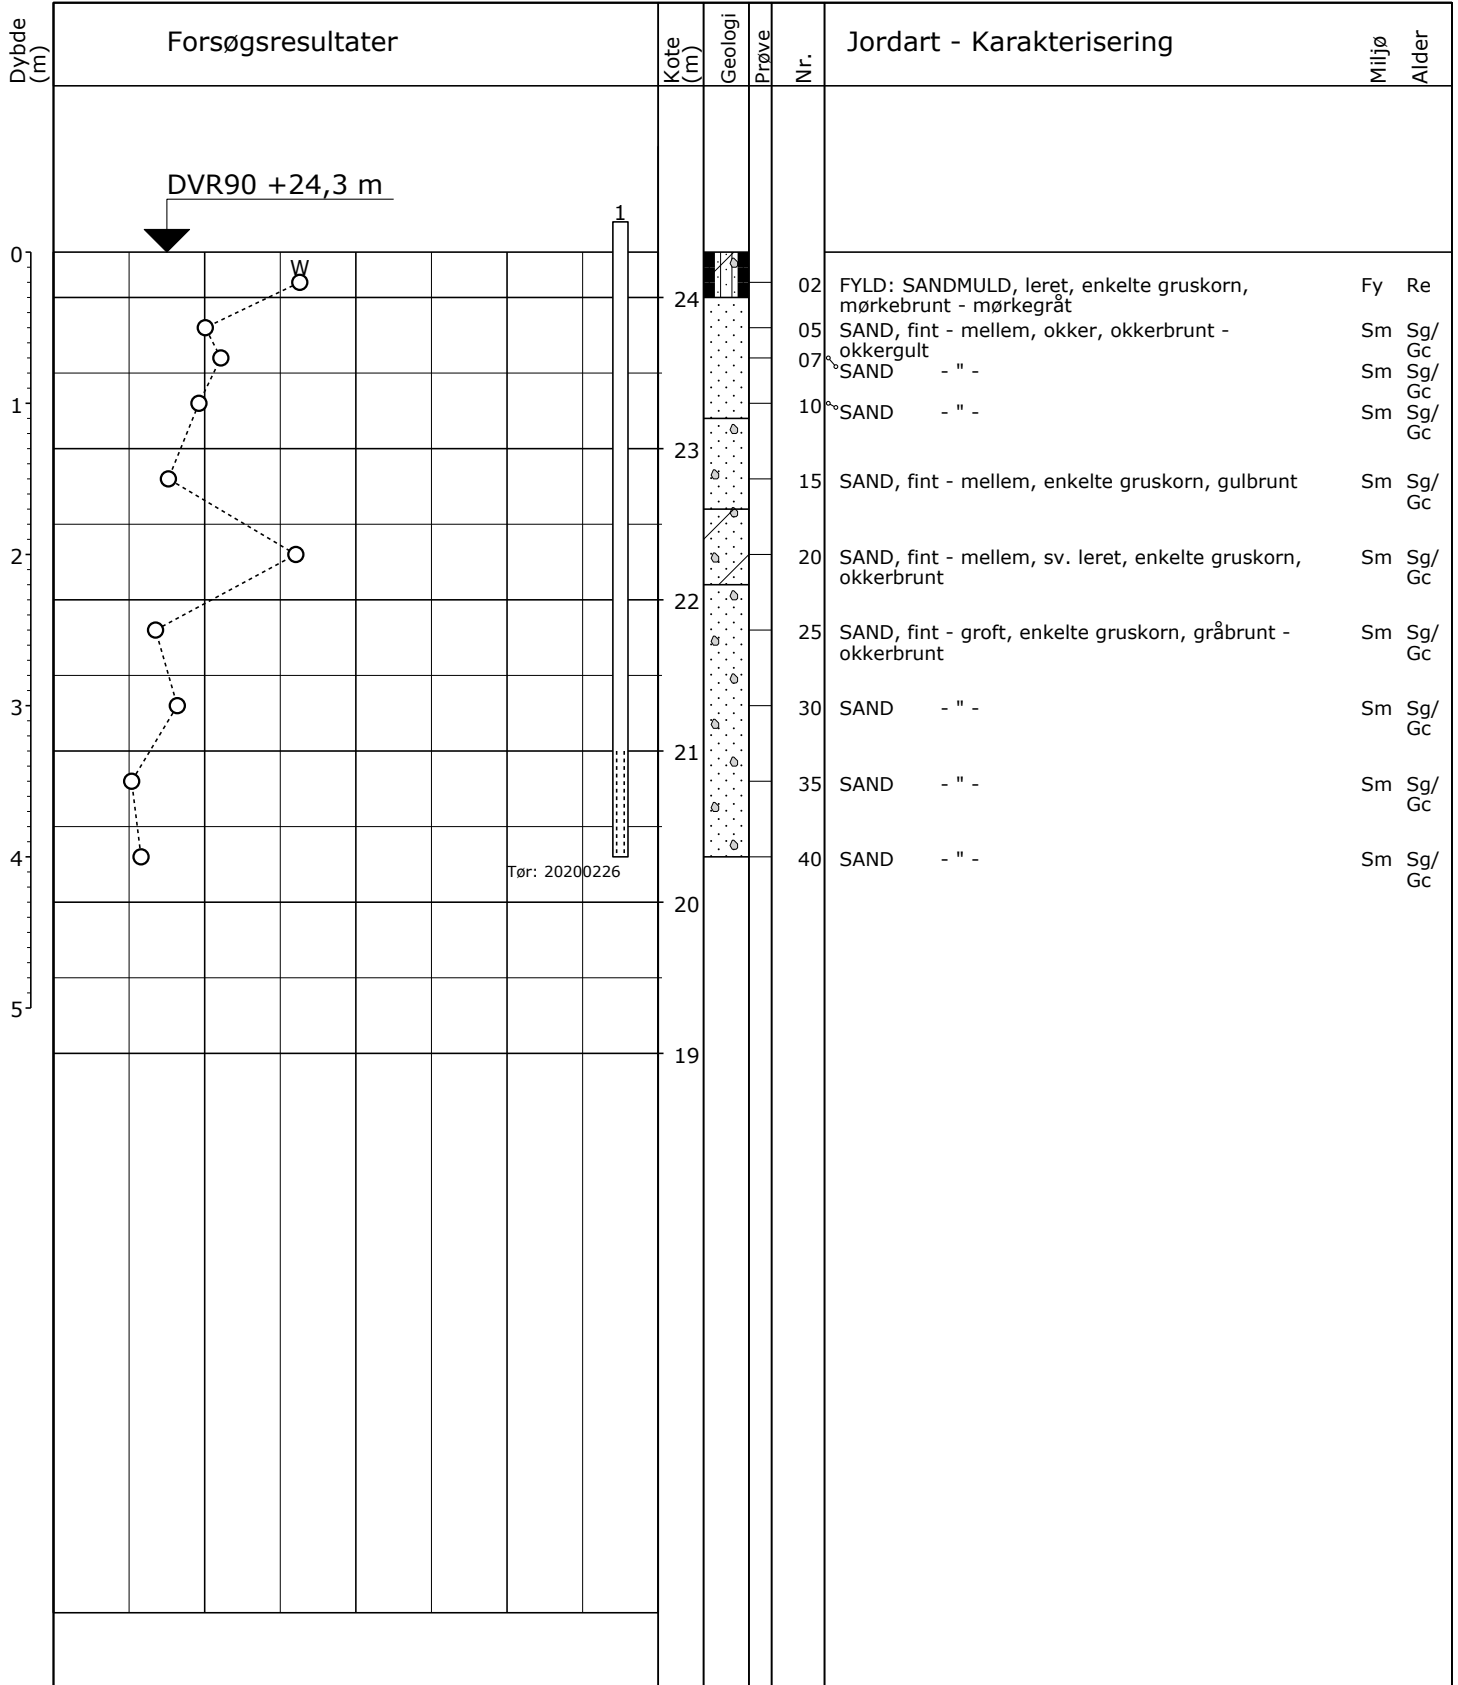 Dybde
(m)
Forsøgsresultater
Kote
(m)
Geologi
Prøve
Nr.
Jordart - Karakterisering
Miljø
Alder
DVR90 +24,3 m
1
0
W
24
02 FYLD: SANDMULD, leret, enkelte gruskorn, Fy Re
mørkebrunt - mørkegråt
05 SAND, fint - mellem, okker, okkerbrunt - Sm Sg/
okkergult Gc
07 SAND - " - Sm Sg/
Gc
1
10 SAND - " - Sm Sg/
Gc
23
15 SAND, fint - mellem, enkelte gruskorn, gulbrunt Sm Sg/
Gc
2
20 SAND, fint - mellem, sv. leret, enkelte gruskorn, Sm Sg/
okkerbrunt Gc
22
25 SAND, fint - groft, enkelte gruskorn, gråbrunt - Sm Sg/
okkerbrunt Gc
3
30 SAND - " - Sm Sg/
Gc
21
35 SAND - " - Sm Sg/
Gc
4
40 SAND - " - Sm Sg/
Gc
Tør: 20200226
20
5
19